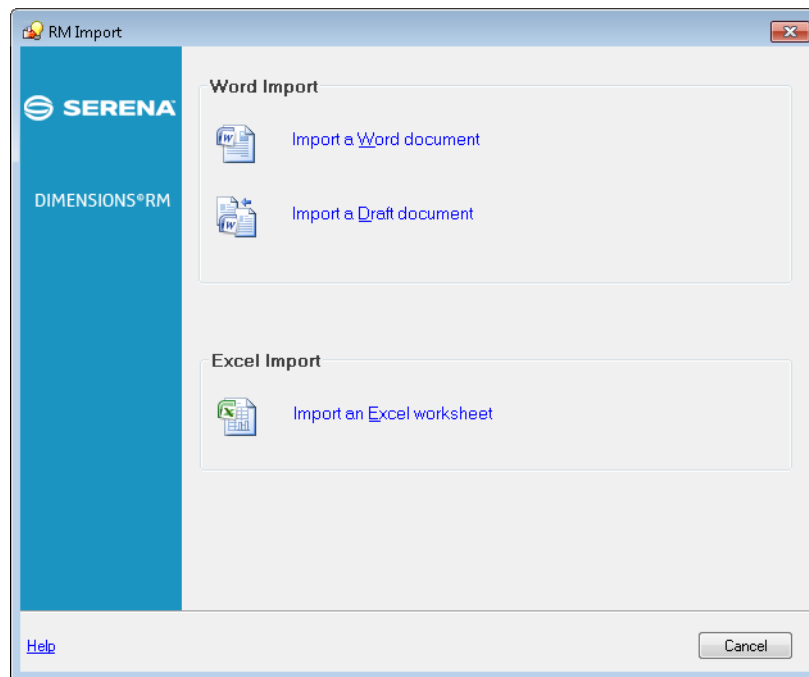 RM Import
SERENA
DIMENSIONS®RM
Word Import
Import a Word document
Import a Draft document
Excel Import
Import an Excel worksheet
Help
Cancel